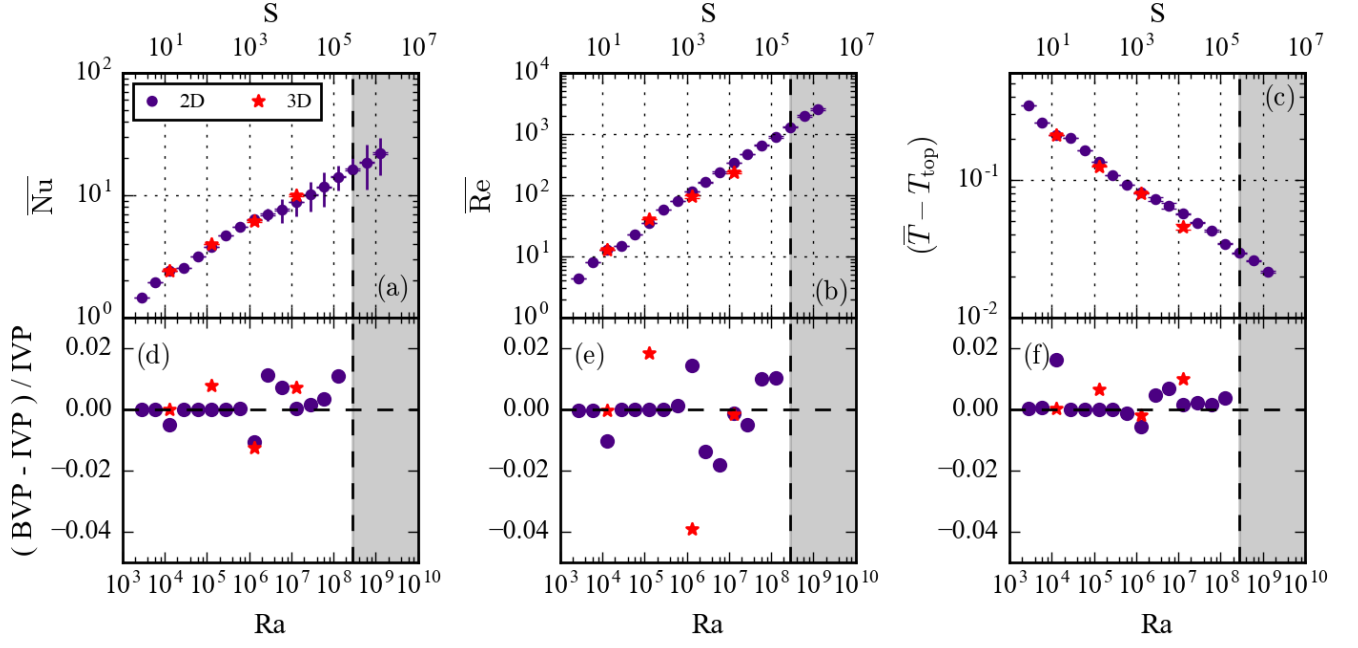 S S S
10^1 10^3 10^5 10^7 10^1 10^3 10^5 10^7 10^1 10^3 10^5 10^7
10^2 10^4
2D 3D (c)
10^3
\overline{Nu} 10^1 \overline{Re} 10^2 (\overline{T} − T_top) 10^-1
10^1
(a) (b)
10^0 10^0 10^-2
(d) (e) (f)
( BVP - IVP ) / IVP
0.02 0.02 0.02
0.00 0.00 0.00
−0.02 −0.02 −0.02
−0.04 −0.04 −0.04
10^3 10^4 10^5 10^6 10^7 10^8 10^9 10^10 10^3 10^4 10^5 10^6 10^7 10^8 10^9 10^10 10^3 10^4 10^5 10^6 10^7 10^8 10^9 10^10
Ra Ra Ra